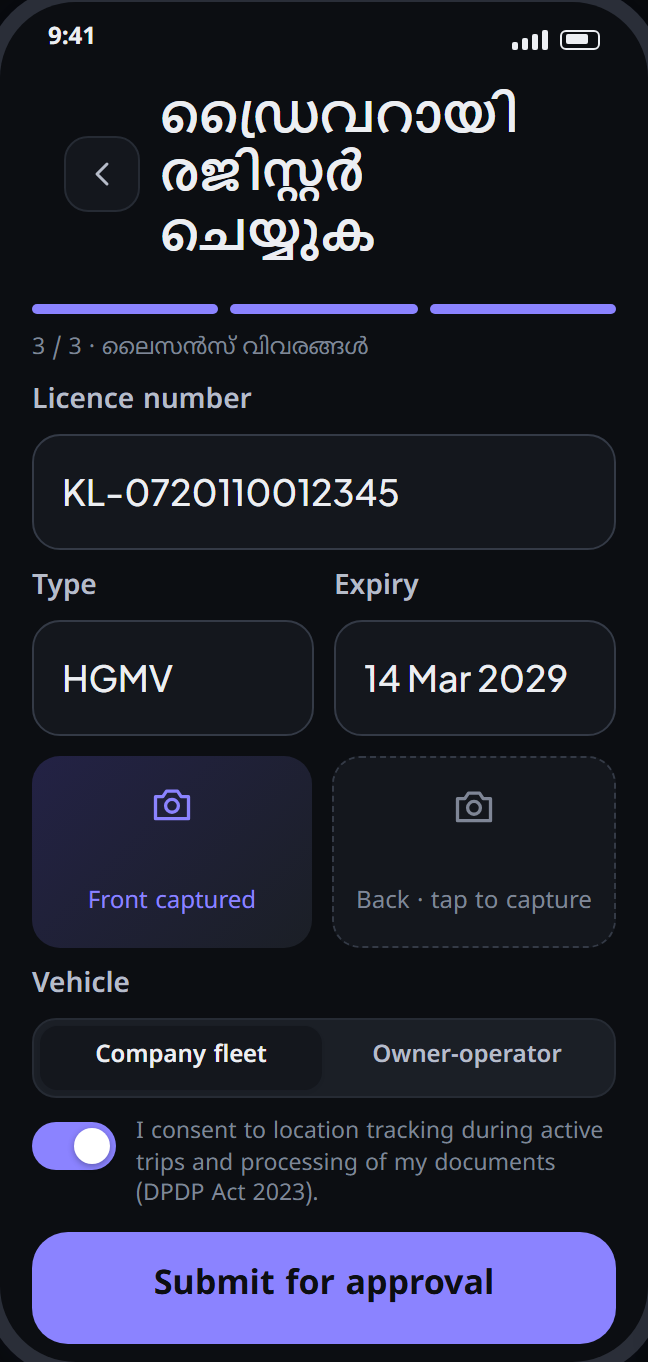 9:41
ഡ്രൈവറായി
രജിസ്റ്റർ
ചെയ്യുക
3 / 3 · ലൈസൻസ് വിവരങ്ങൾ
Licence number
KL-0720110012345
Type
Expiry
HGMV
14 Mar 2029
Front captured
Back · tap to capture
Vehicle
Company fleet
Owner-operator
I consent to location tracking during active
trips and processing of my documents
(DPDP Act 2023).
Submit for approval